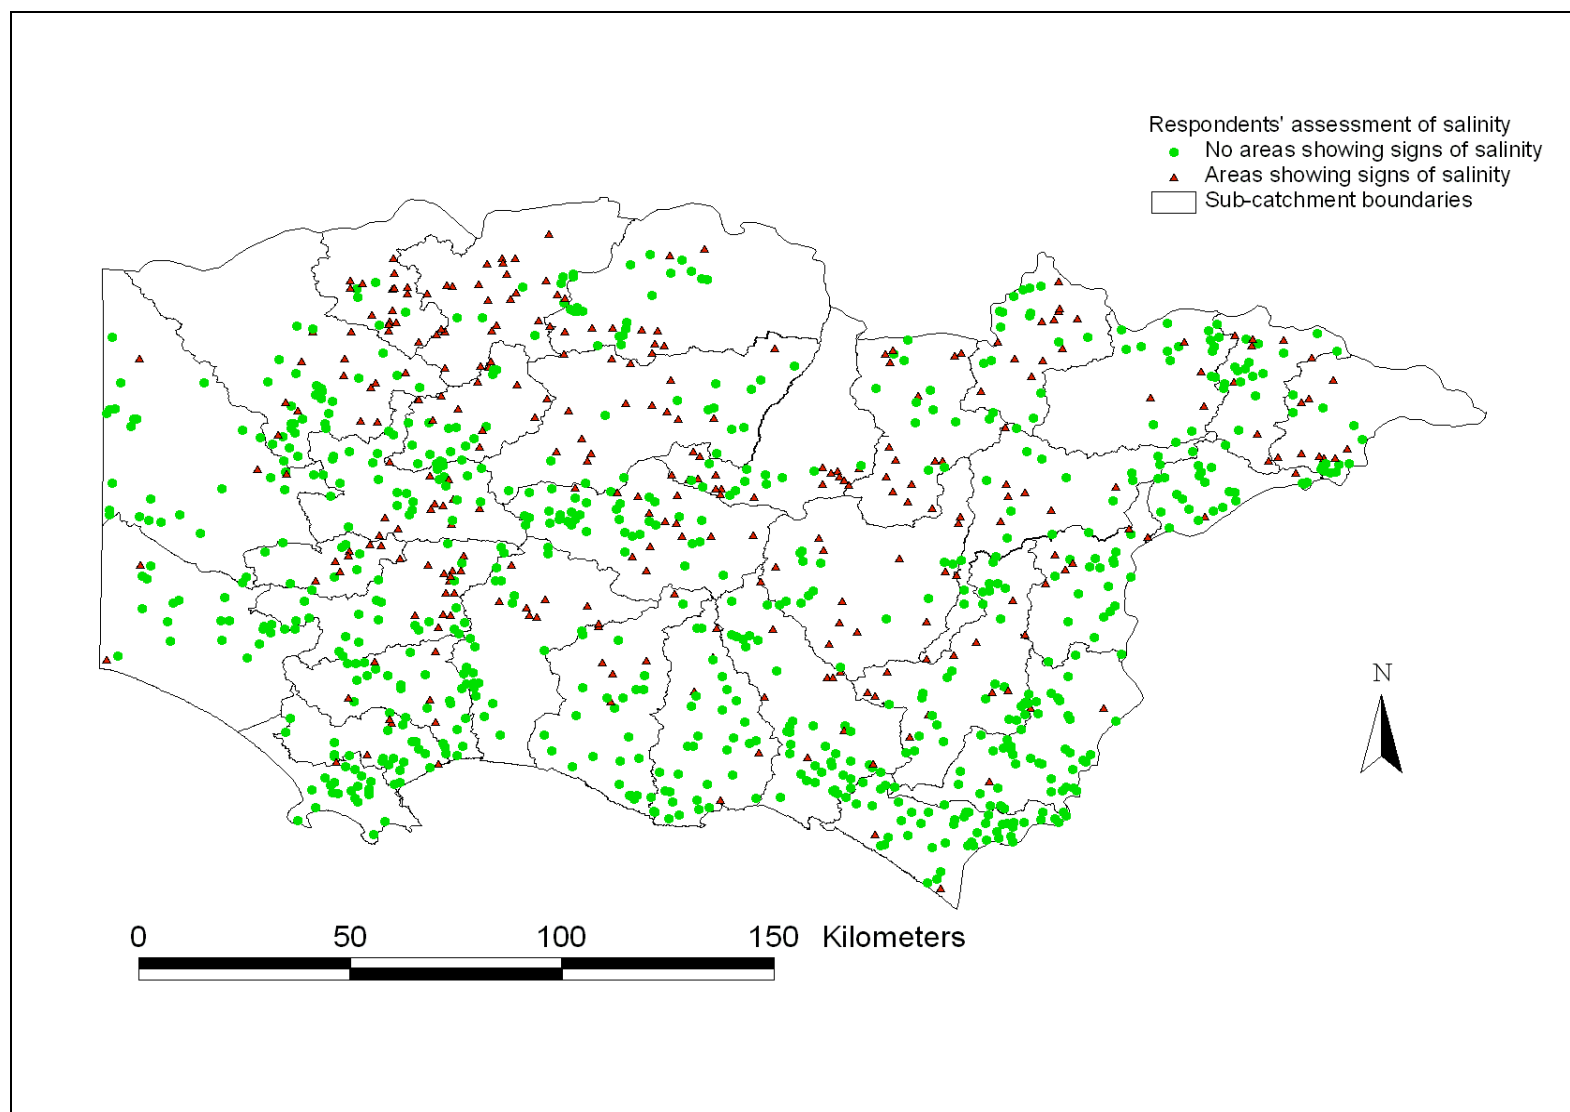 Respondents' assessment of salinity
No areas showing signs of salinity
Areas showing signs of salinity
Sub-catchment boundaries
N
0 50 100 150 Kilometers